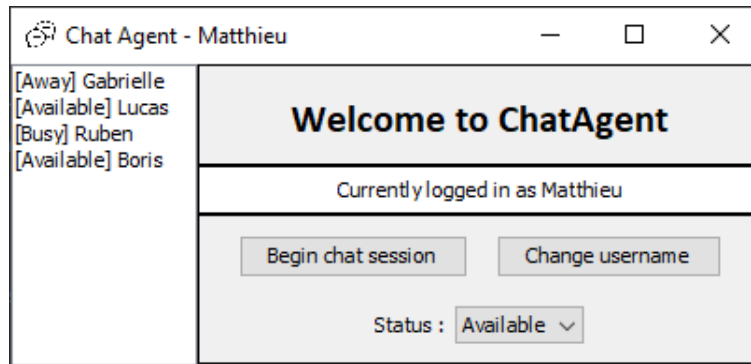 Chat Agent - Matthieu
[Away] Gabrielle
[Available] Lucas
[Busy] Ruben
[Available] Boris
Welcome to ChatAgent
Currently logged in as Matthieu
Begin chat session
Change username
Status : Available